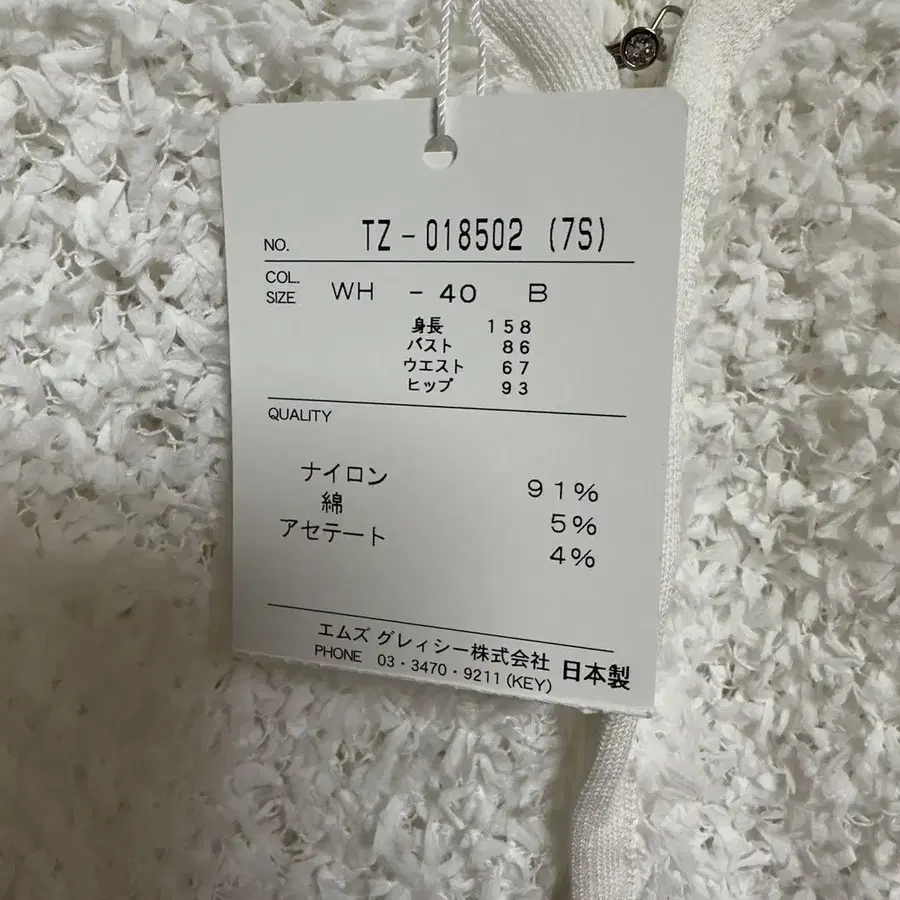 NO. TZ-018502 (7S)
COL. SIZE WH -40 B
身長 158
バスト 86
ウエスト 67
ヒップ 93
QUALITY
ナイロン 91%
綿 5%
アセテート 4%
エムズ グレィシー株式会社 日本製
PHONE 03・3470・9211(KEY)